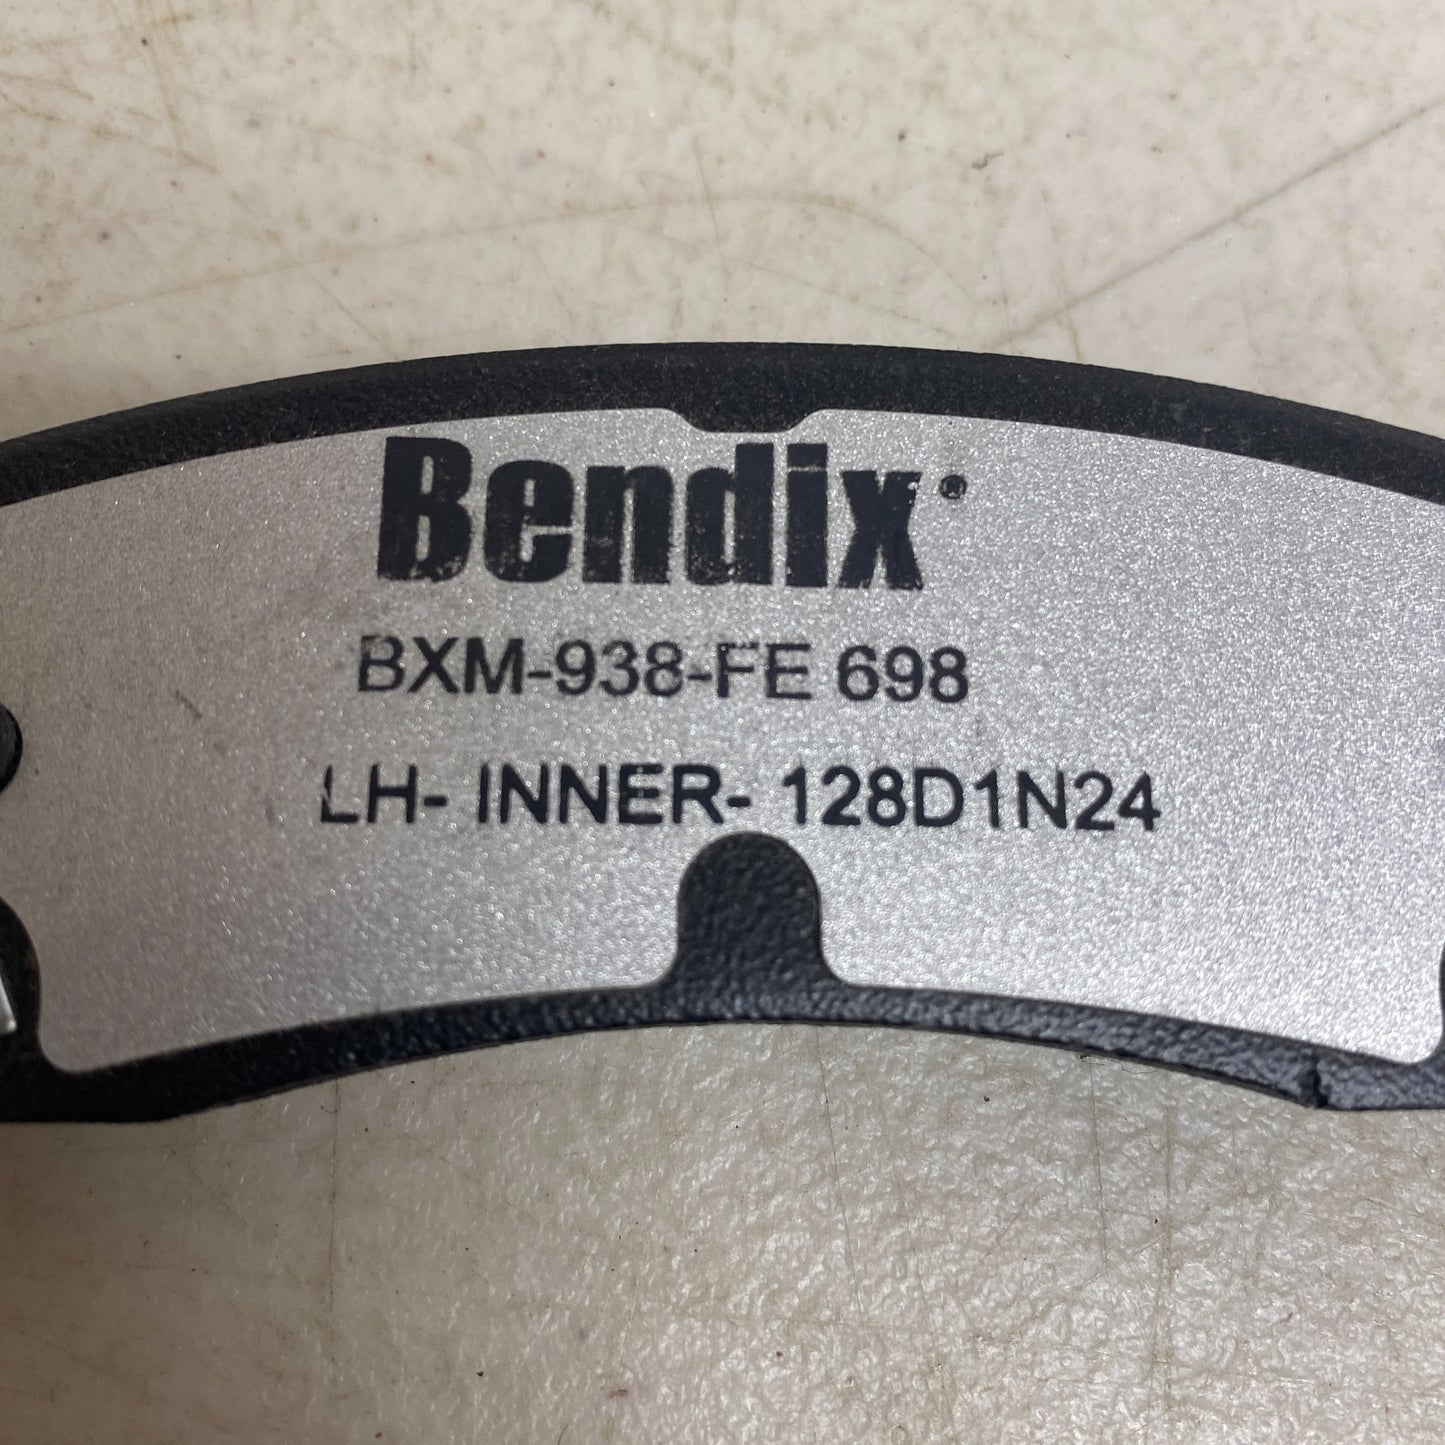 Bendix®
BXM-938-FE 698
LH- INNER- 128D1N24